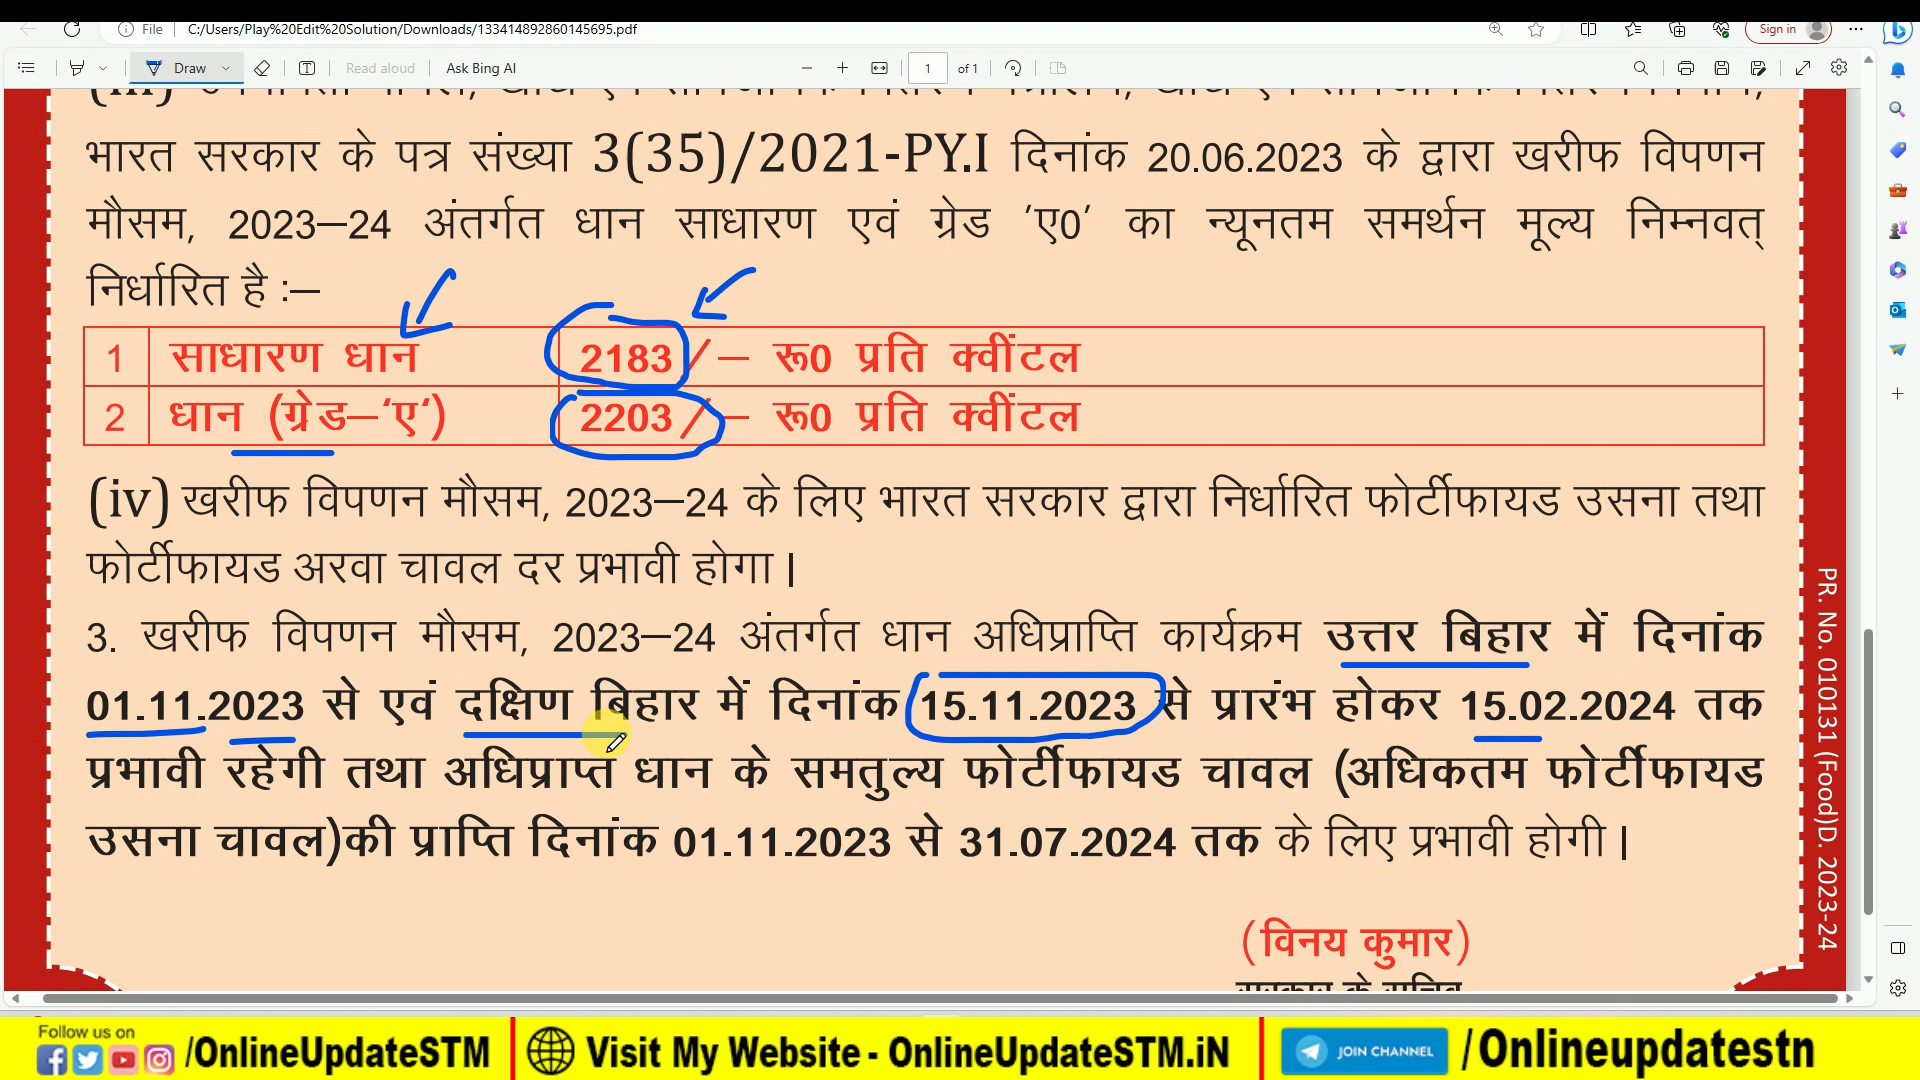 File C:/Users/Play%20Edit%20Solution/Downloads/133414892860145695.pdf Sign in
Draw Read aloud Ask Bing AI 1 of 1
भारत सरकार के पत्र संख्या 3(35)/2021-PY.I दिनांक 20.06.2023 के द्वारा खरीफ विपणन
मौसम, 2023–24 अंतर्गत धान साधारण एवं ग्रेड 'ए0' का न्यूनतम समर्थन मूल्य निम्नवत्
निर्धारित है :–
1 साधारण धान 2183/– रू0 प्रति क्वींटल
2 धान (ग्रेड–'ए') 2203/– रू0 प्रति क्वींटल
(iv) खरीफ विपणन मौसम, 2023–24 के लिए भारत सरकार द्वारा निर्धारित फोर्टीफायड उसना तथा
फोर्टीफायड अरवा चावल दर प्रभावी होगा।
3. खरीफ विपणन मौसम, 2023–24 अंतर्गत धान अधिप्राप्ति कार्यक्रम उत्तर बिहार में दिनांक
01.11.2023 से एवं दक्षिण बिहार में दिनांक 15.11.2023 से प्रारंभ होकर 15.02.2024 तक
प्रभावी रहेगी तथा अधिप्राप्त धान के समतुल्य फोर्टीफायड चावल (अधिकतम फोर्टीफायड
उसना चावल)की प्राप्ति दिनांक 01.11.2023 से 31.07.2024 तक के लिए प्रभावी होगी।
(विनय कुमार)
सरकार के सचिव
PR. No. 010131 (Food)D. 2023-24
Follow us on
/OnlineUpdateSTM Visit My Website - OnlineUpdateSTM.iN JOIN CHANNEL /Onlineupdatestn